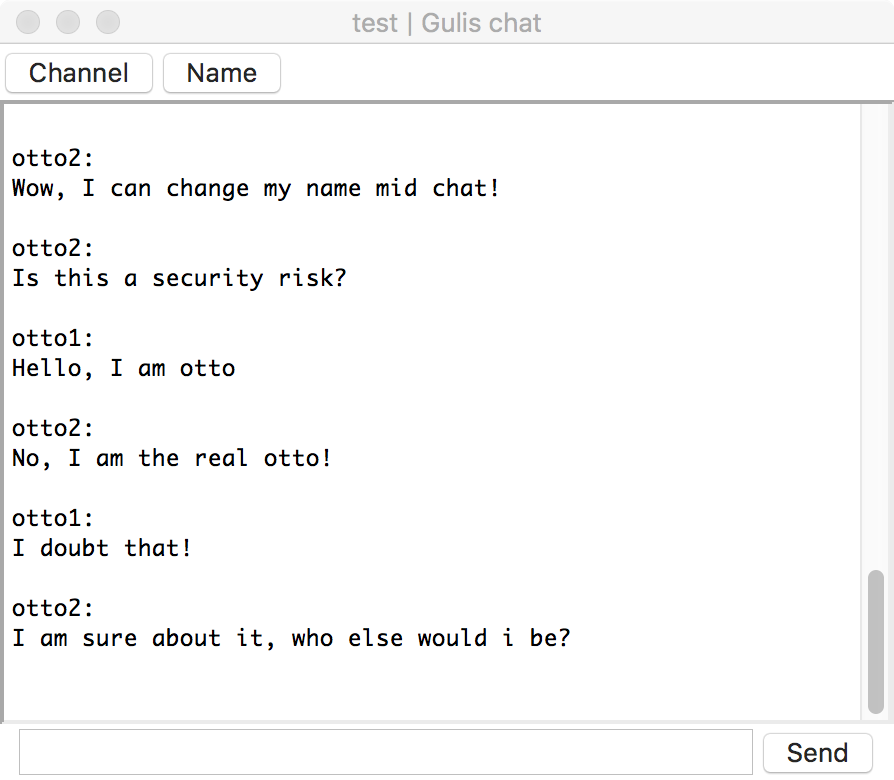 test | Gulis chat
Channel
Name
otto2:
Wow, I can change my name mid chat!
otto2:
Is this a security risk?
otto1:
Hello, I am otto
otto2:
No, I am the real otto!
otto1:
I doubt that!
otto2:
I am sure about it, who else would i be?
Send